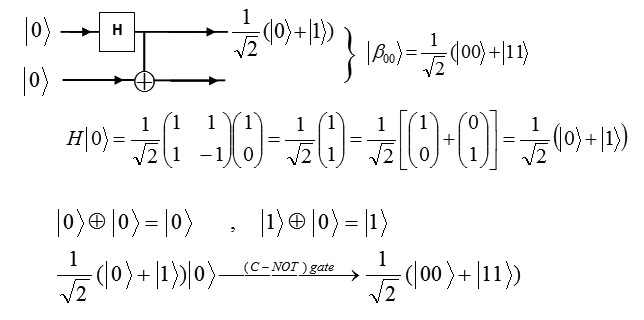 |0⟩ H 1/√2 (|0⟩+|1⟩)
|0⟩ } |β₀₀⟩= 1/√2 (|00⟩+|11⟩
H|0⟩= 1/√2 (1 1; 1 −1)(1; 0)= 1/√2 (1; 1)= 1/√2 [(1; 0)+(0; 1)]= 1/√2 (|0⟩+|1⟩)
|0⟩⊕|0⟩=|0⟩ , |1⟩⊕|0⟩=|1⟩
1/√2 (|0⟩+|1⟩)|0⟩ —(C−NOT) gate→ 1/√2 (|00⟩+|11⟩)